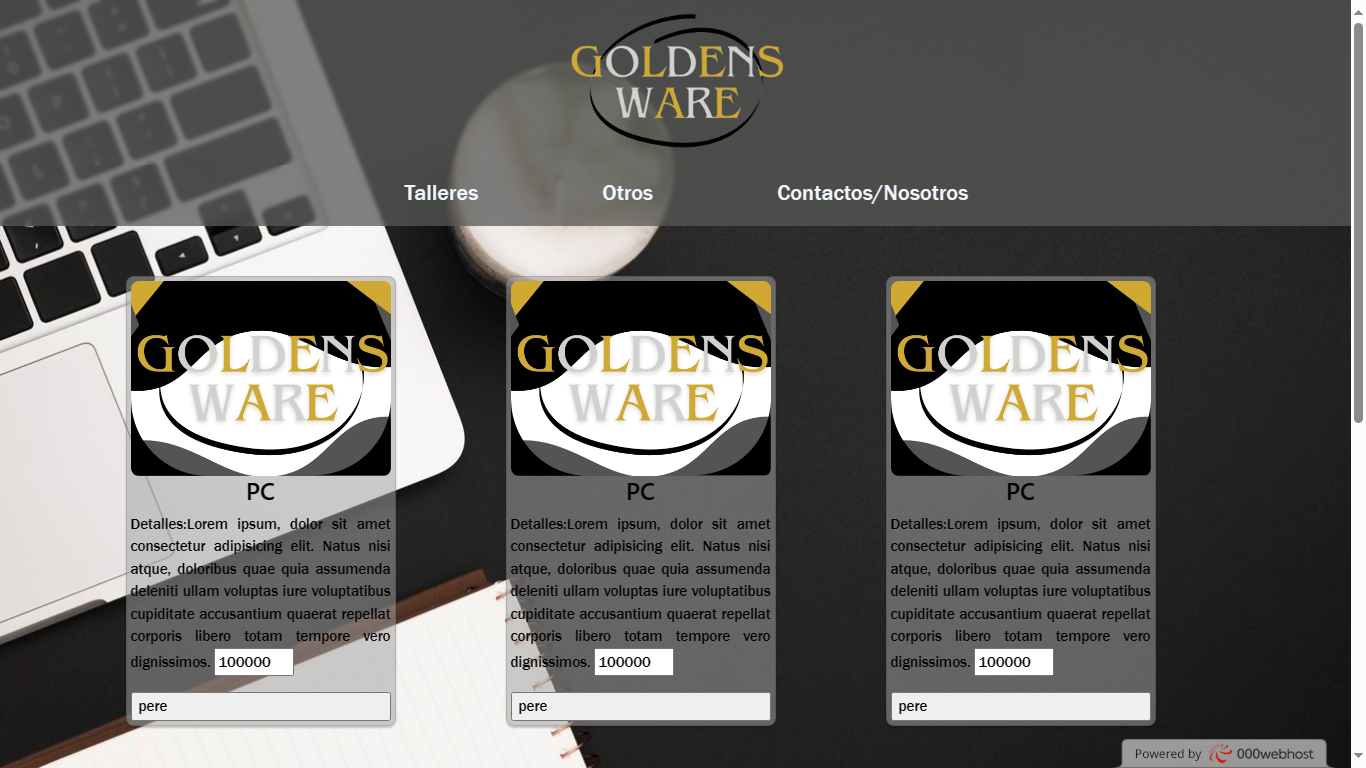 GOLDENS
WARE
Talleres
Otros
Contactos/Nosotros
GOLDENS
WARE
PC
Detalles:Lorem ipsum, dolor sit amet
consectetur adipisicing elit. Natus nisi
atque, doloribus quae quia assumenda
deleniti ullam voluptas iure voluptatibus
cupiditate accusantium quaerat repellat
corporis libero totam tempore vero
dignissimos. 100000
pere
GOLDENS
WARE
PC
Detalles:Lorem ipsum, dolor sit amet
consectetur adipisicing elit. Natus nisi
atque, doloribus quae quia assumenda
deleniti ullam voluptas iure voluptatibus
cupiditate accusantium quaerat repellat
corporis libero totam tempore vero
dignissimos. 100000
pere
GOLDENS
WARE
PC
Detalles:Lorem ipsum, dolor sit amet
consectetur adipisicing elit. Natus nisi
atque, doloribus quae quia assumenda
deleniti ullam voluptas iure voluptatibus
cupiditate accusantium quaerat repellat
corporis libero totam tempore vero
dignissimos. 100000
pere
Powered by 000webhost